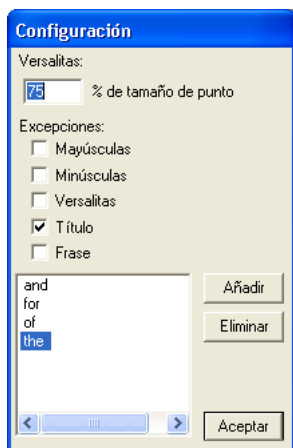 Configuración
Versalitas:
75 % de tamaño de punto
Excepciones:
Mayúsculas
Minúsculas
Versalitas
Título
Frase
and
for
of
the
Añadir
Eliminar
Aceptar